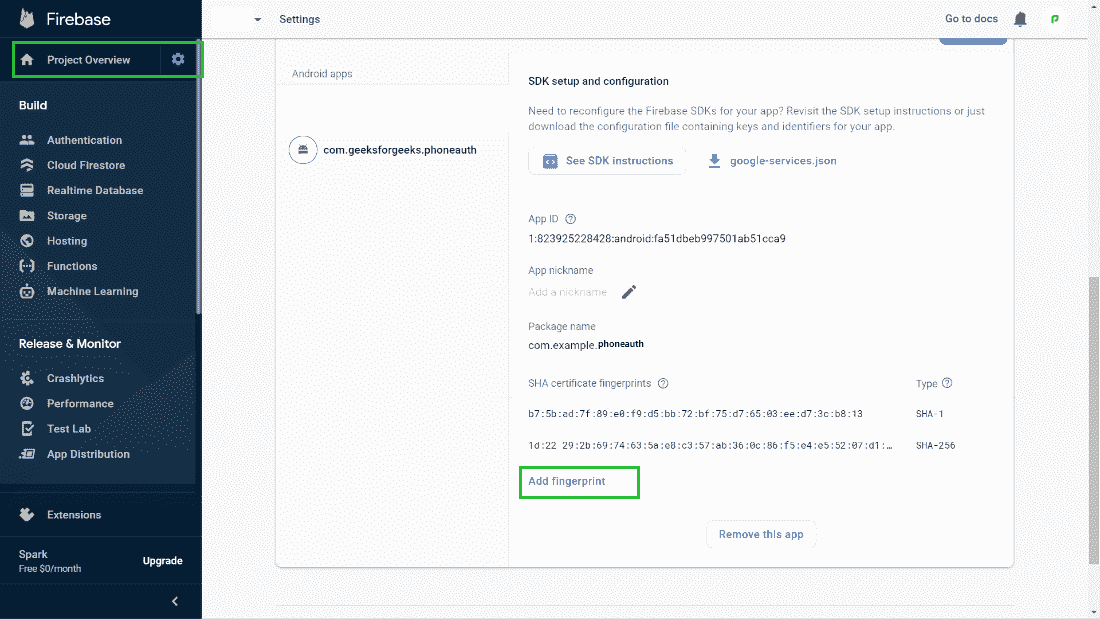 Firebase
Project Overview
Build
Authentication
Cloud Firestore
Realtime Database
Storage
Hosting
Functions
Machine Learning
Release & Monitor
Crashlytics
Performance
Test Lab
App Distribution
Extensions
Spark
Free $0/month
Upgrade
Settings
Go to docs
Android apps
com.geeksforgeeks.phoneauth
SDK setup and configuration
Need to reconfigure the Firebase SDKs for your app? Revisit the SDK setup instructions or just
download the configuration file containing keys and identifiers for your app.
See SDK instructions
google-services.json
App ID
1:823925228428:android:fa51dbeb997501ab51cca9
App nickname
Add a nickname
Package name
com.example.phoneauth
SHA certificate fingerprints
Type
b7:5b:ad:7f:89:e0:f9:d5:bb:72:bf:75:d7:65:03:ee:d7:3c:b8:13 SHA-1
1d:22 29:2b:69:74:63:5a:e8:c3:57:ab:36:0c:86:f5:e4:e5:52:07:d1:… SHA-256
Add fingerprint
Remove this app